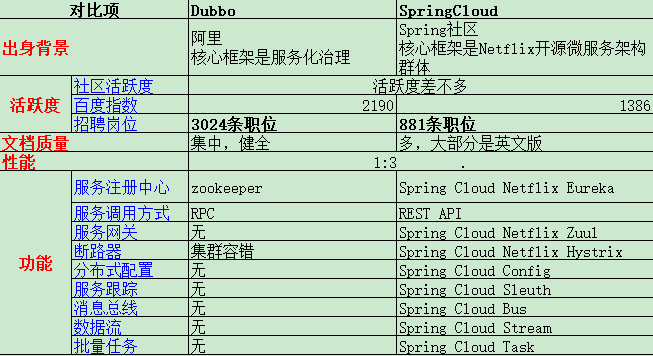 对比项 Dubbo SpringCloud
出身背景 阿里 核心框架是服务化治理 Spring社区 核心框架是Netflix开源微服务架构群体
活跃度 社区活跃度 活跃度差不多
百度指数 2190 1386
招聘岗位 3024条职位 881条职位
文档质量 集中，健全 多，大部分是英文版
性能 1:3 .
功能 服务注册中心 zookeeper Spring Cloud Netflix Eureka
服务调用方式 RPC REST API
服务网关 无 Spring Cloud Netflix Zuul
断路器 集群容错 Spring Cloud Netflix Hystrix
分布式配置 无 Spring Cloud Config
服务跟踪 无 Spring Cloud Sleuth
消息总线 无 Spring Cloud Bus
数据流 无 Spring Cloud Stream
批量任务 无 Spring Cloud Task